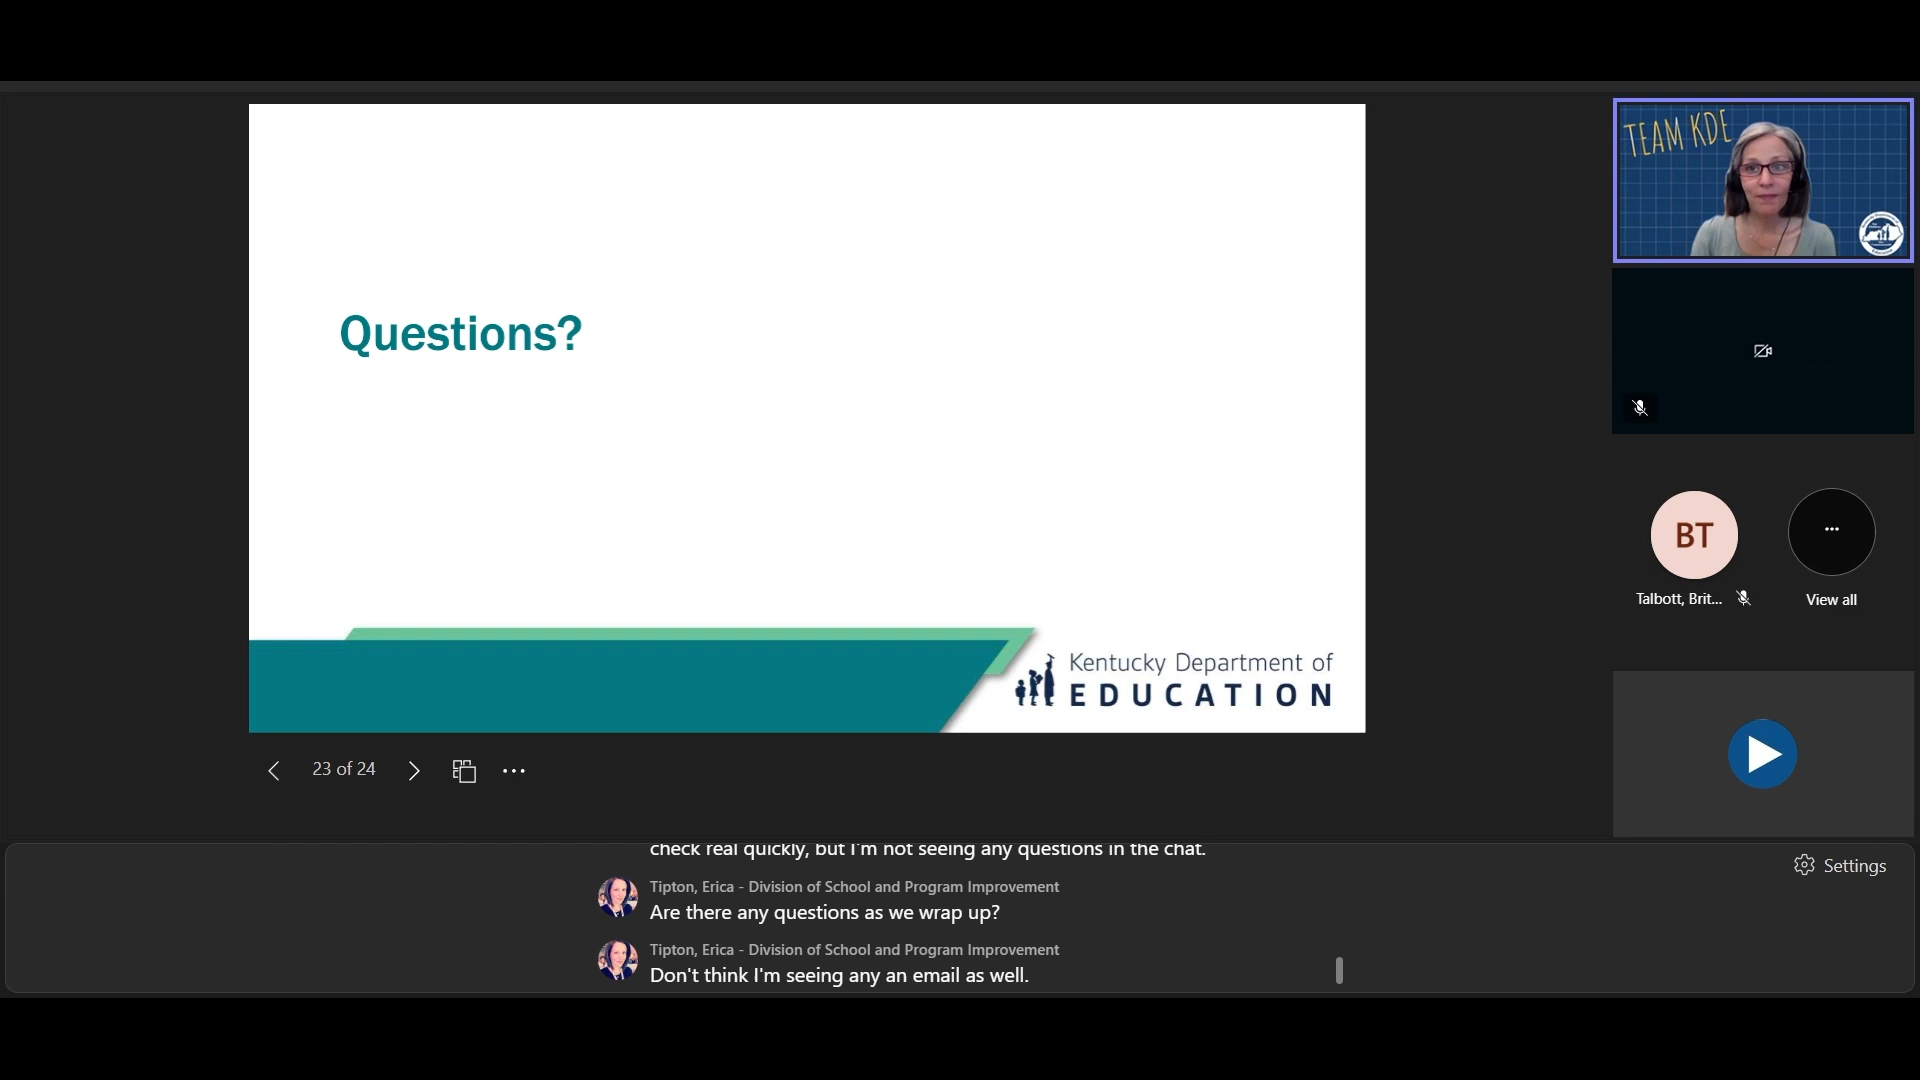 TEAM KDE
Questions?
Kentucky Department of
EDUCATION
BT
Talbott, Brit...
View all
23 of 24
check real quickly, but I'm not seeing any questions in the chat.
Settings
Tipton, Erica - Division of School and Program Improvement
Are there any questions as we wrap up?
Tipton, Erica - Division of School and Program Improvement
Don't think I'm seeing any an email as well.